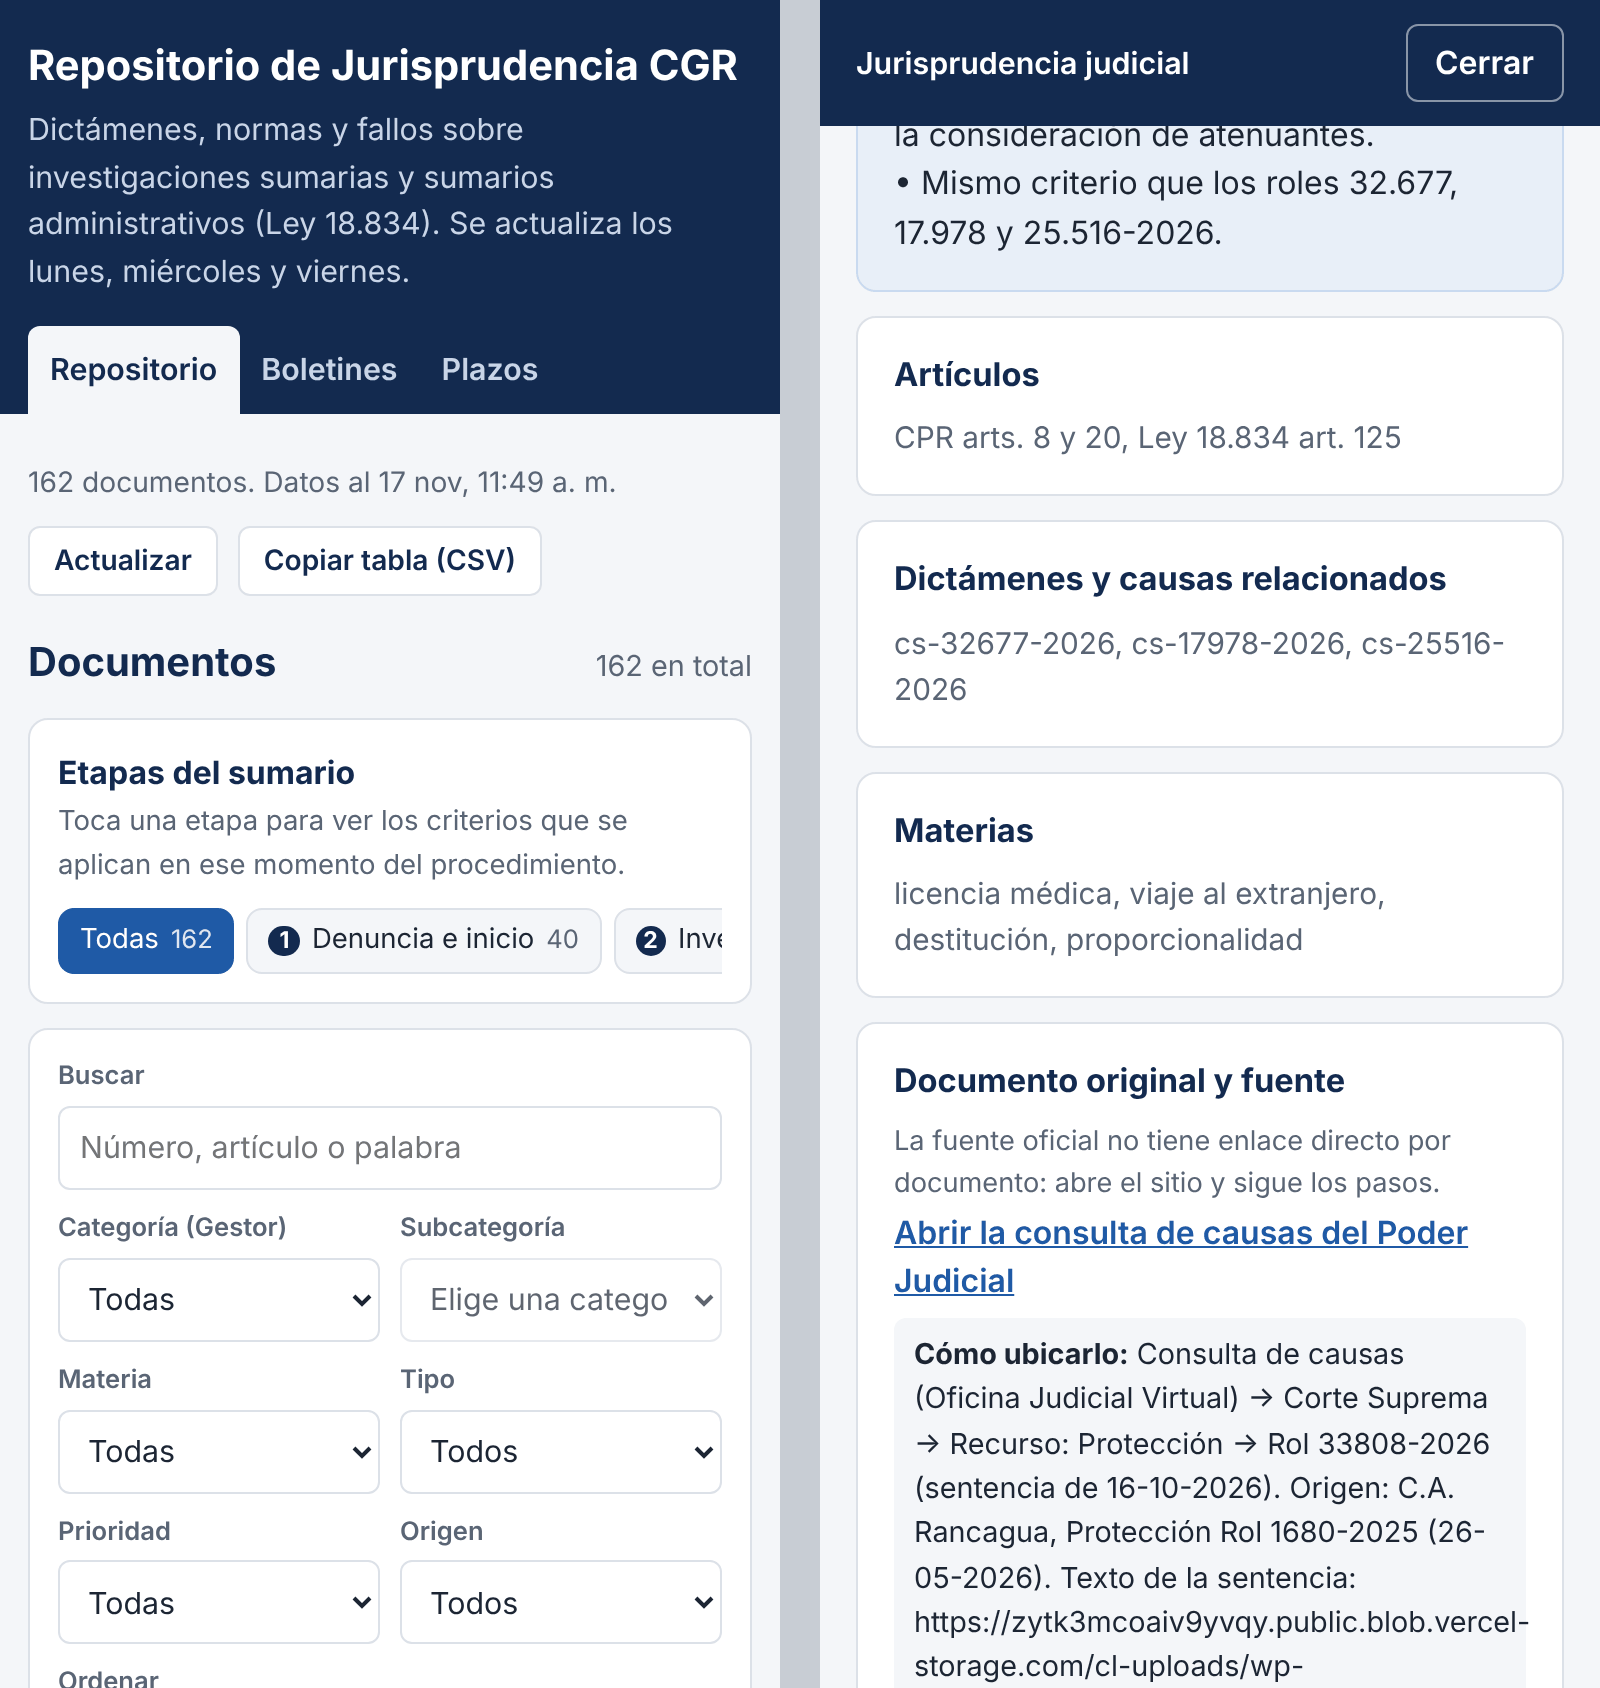 Repositorio de Jurisprudencia CGR
Dictámenes, normas y fallos sobre
investigaciones sumarias y sumarios
administrativos (Ley 18.834). Se actualiza los
lunes, miércoles y viernes.
Repositorio Boletines Plazos
162 documentos. Datos al 17 nov, 11:49 a. m.
Actualizar Copiar tabla (CSV)
Documentos 162 en total
Etapas del sumario
Toca una etapa para ver los criterios que se
aplican en ese momento del procedimiento.
Todas 162 1 Denuncia e inicio 40 2 Inve
Buscar
Número, artículo o palabra
Categoría (Gestor) Subcategoría
Todas Elige una catego
Materia Tipo
Todas Todos
Prioridad Origen
Todas Todos
Ordenar
Jurisprudencia judicial Cerrar
la consideración de atenuantes.
• Mismo criterio que los roles 32.677,
17.978 y 25.516-2026.
Artículos
CPR arts. 8 y 20, Ley 18.834 art. 125
Dictámenes y causas relacionados
cs-32677-2026, cs-17978-2026, cs-25516-
2026
Materias
licencia médica, viaje al extranjero,
destitución, proporcionalidad
Documento original y fuente
La fuente oficial no tiene enlace directo por
documento: abre el sitio y sigue los pasos.
Abrir la consulta de causas del Poder
Judicial
Cómo ubicarlo: Consulta de causas
(Oficina Judicial Virtual) → Corte Suprema
→ Recurso: Protección → Rol 33808-2026
(sentencia de 16-10-2026). Origen: C.A.
Rancagua, Protección Rol 1680-2025 (26-
05-2026). Texto de la sentencia:
https://zytk3mcoaiv9yvqy.public.blob.vercel-
storage.com/cl-uploads/wp-